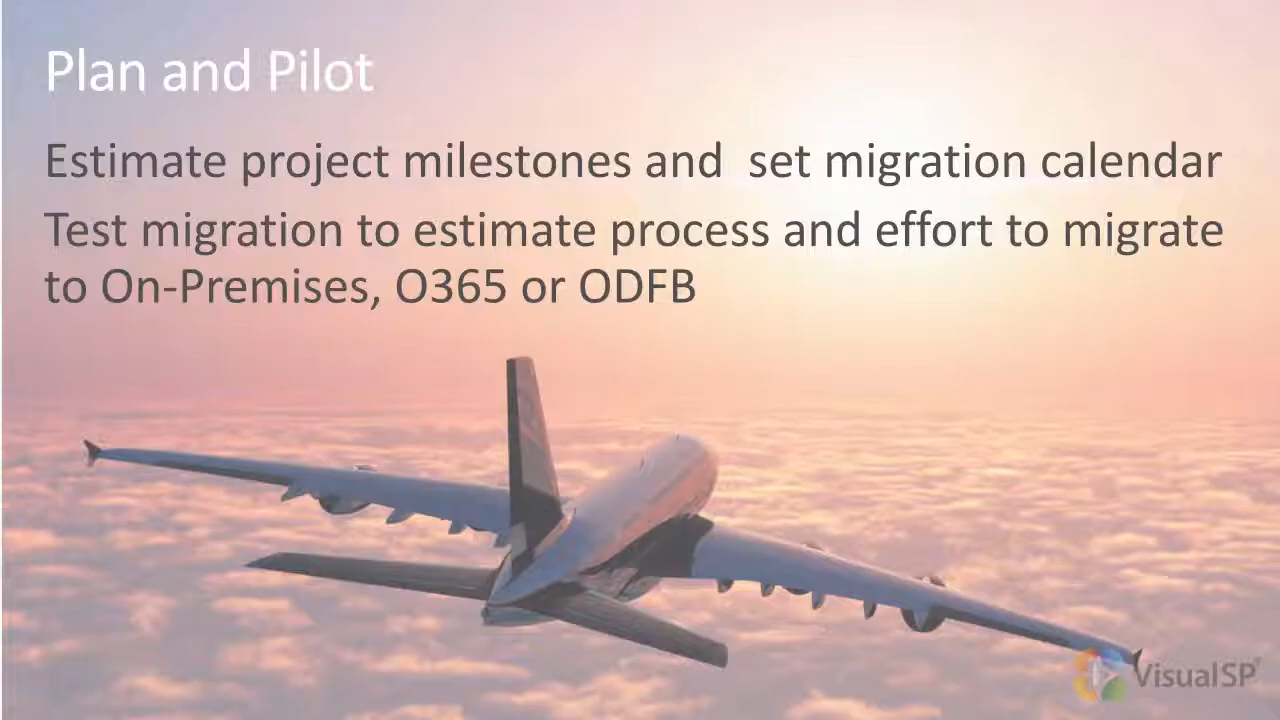 Plan and Pilot
Estimate project milestones and  set migration calendar
Test migration to estimate process and effort to migrate
to On-Premises, O365 or ODFB
VisualSP